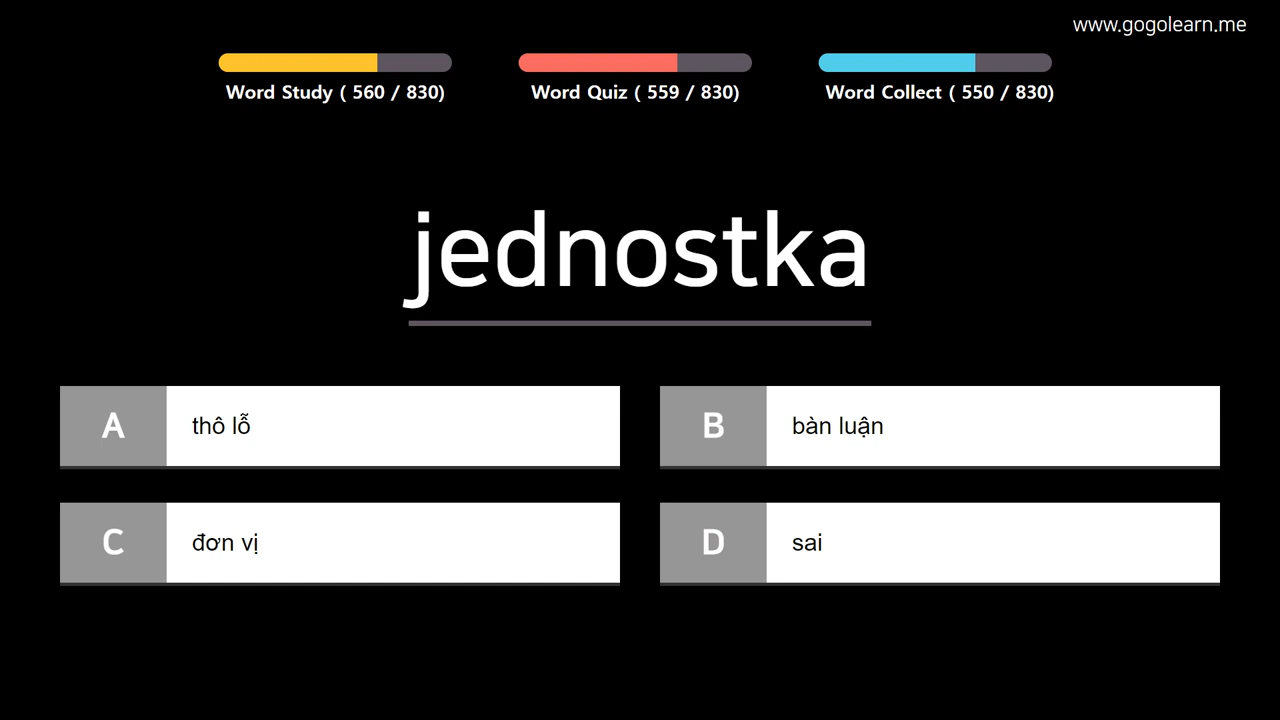 www.gogolearn.me
Word Study ( 560 / 830)
Word Quiz ( 559 / 830)
Word Collect ( 550 / 830)
jednostka
A thô lỗ
B bàn luận
C đơn vị
D sai